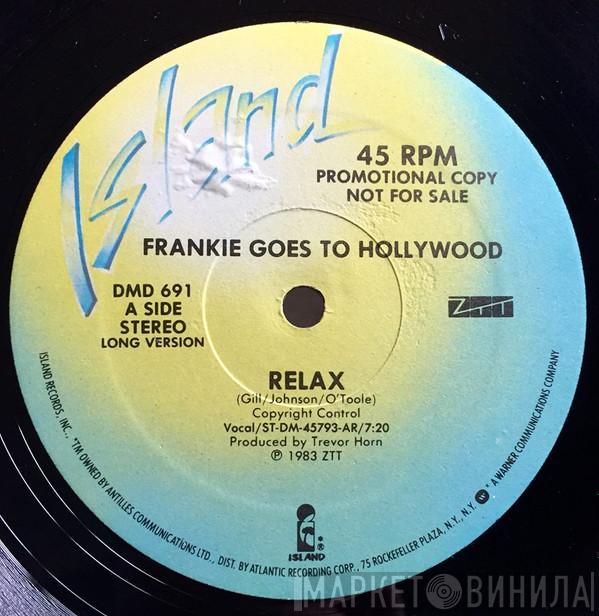 Island
45 RPM
PROMOTIONAL COPY
NOT FOR SALE
FRANKIE GOES TO HOLLYWOOD
DMD 691
A SIDE
STEREO
LONG VERSION
ZTT
RELAX
(Gill/Johnson/O'Toole)
Copyright Control
Vocal/ST-DM-45793-AR/7:20
Produced by Trevor Horn
℗ 1983 ZTT
ISLAND®
ISLAND RECORDS, INC., *TM OWNED BY ANTILLES COMMUNICATIONS LTD., DIST. BY ATLANTIC RECORDING CORP., 75 ROCKEFELLER PLAZA, N.Y., N.Y. * A WARNER COMMUNICATIONS COMPANY
МАРКЕТ ВИНИЛА